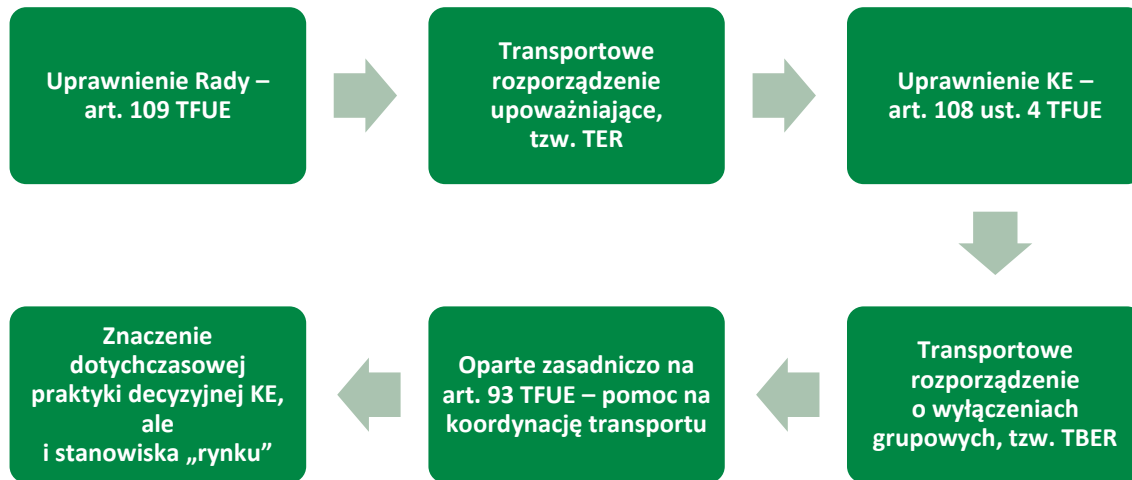 Uprawnienie Rady –
art. 109 TFUE
Transportowe
rozporządzenie
upoważniające,
tzw. TER
Uprawnienie KE –
art. 108 ust. 4 TFUE
Transportowe
rozporządzenie
o wyłączeniach
grupowych, tzw. TBER
Oparte zasadniczo na
art. 93 TFUE – pomoc na
koordynację transportu
Znaczenie
dotychczasowej
praktyki decyzyjnej KE,
ale
i stanowiska „rynku”